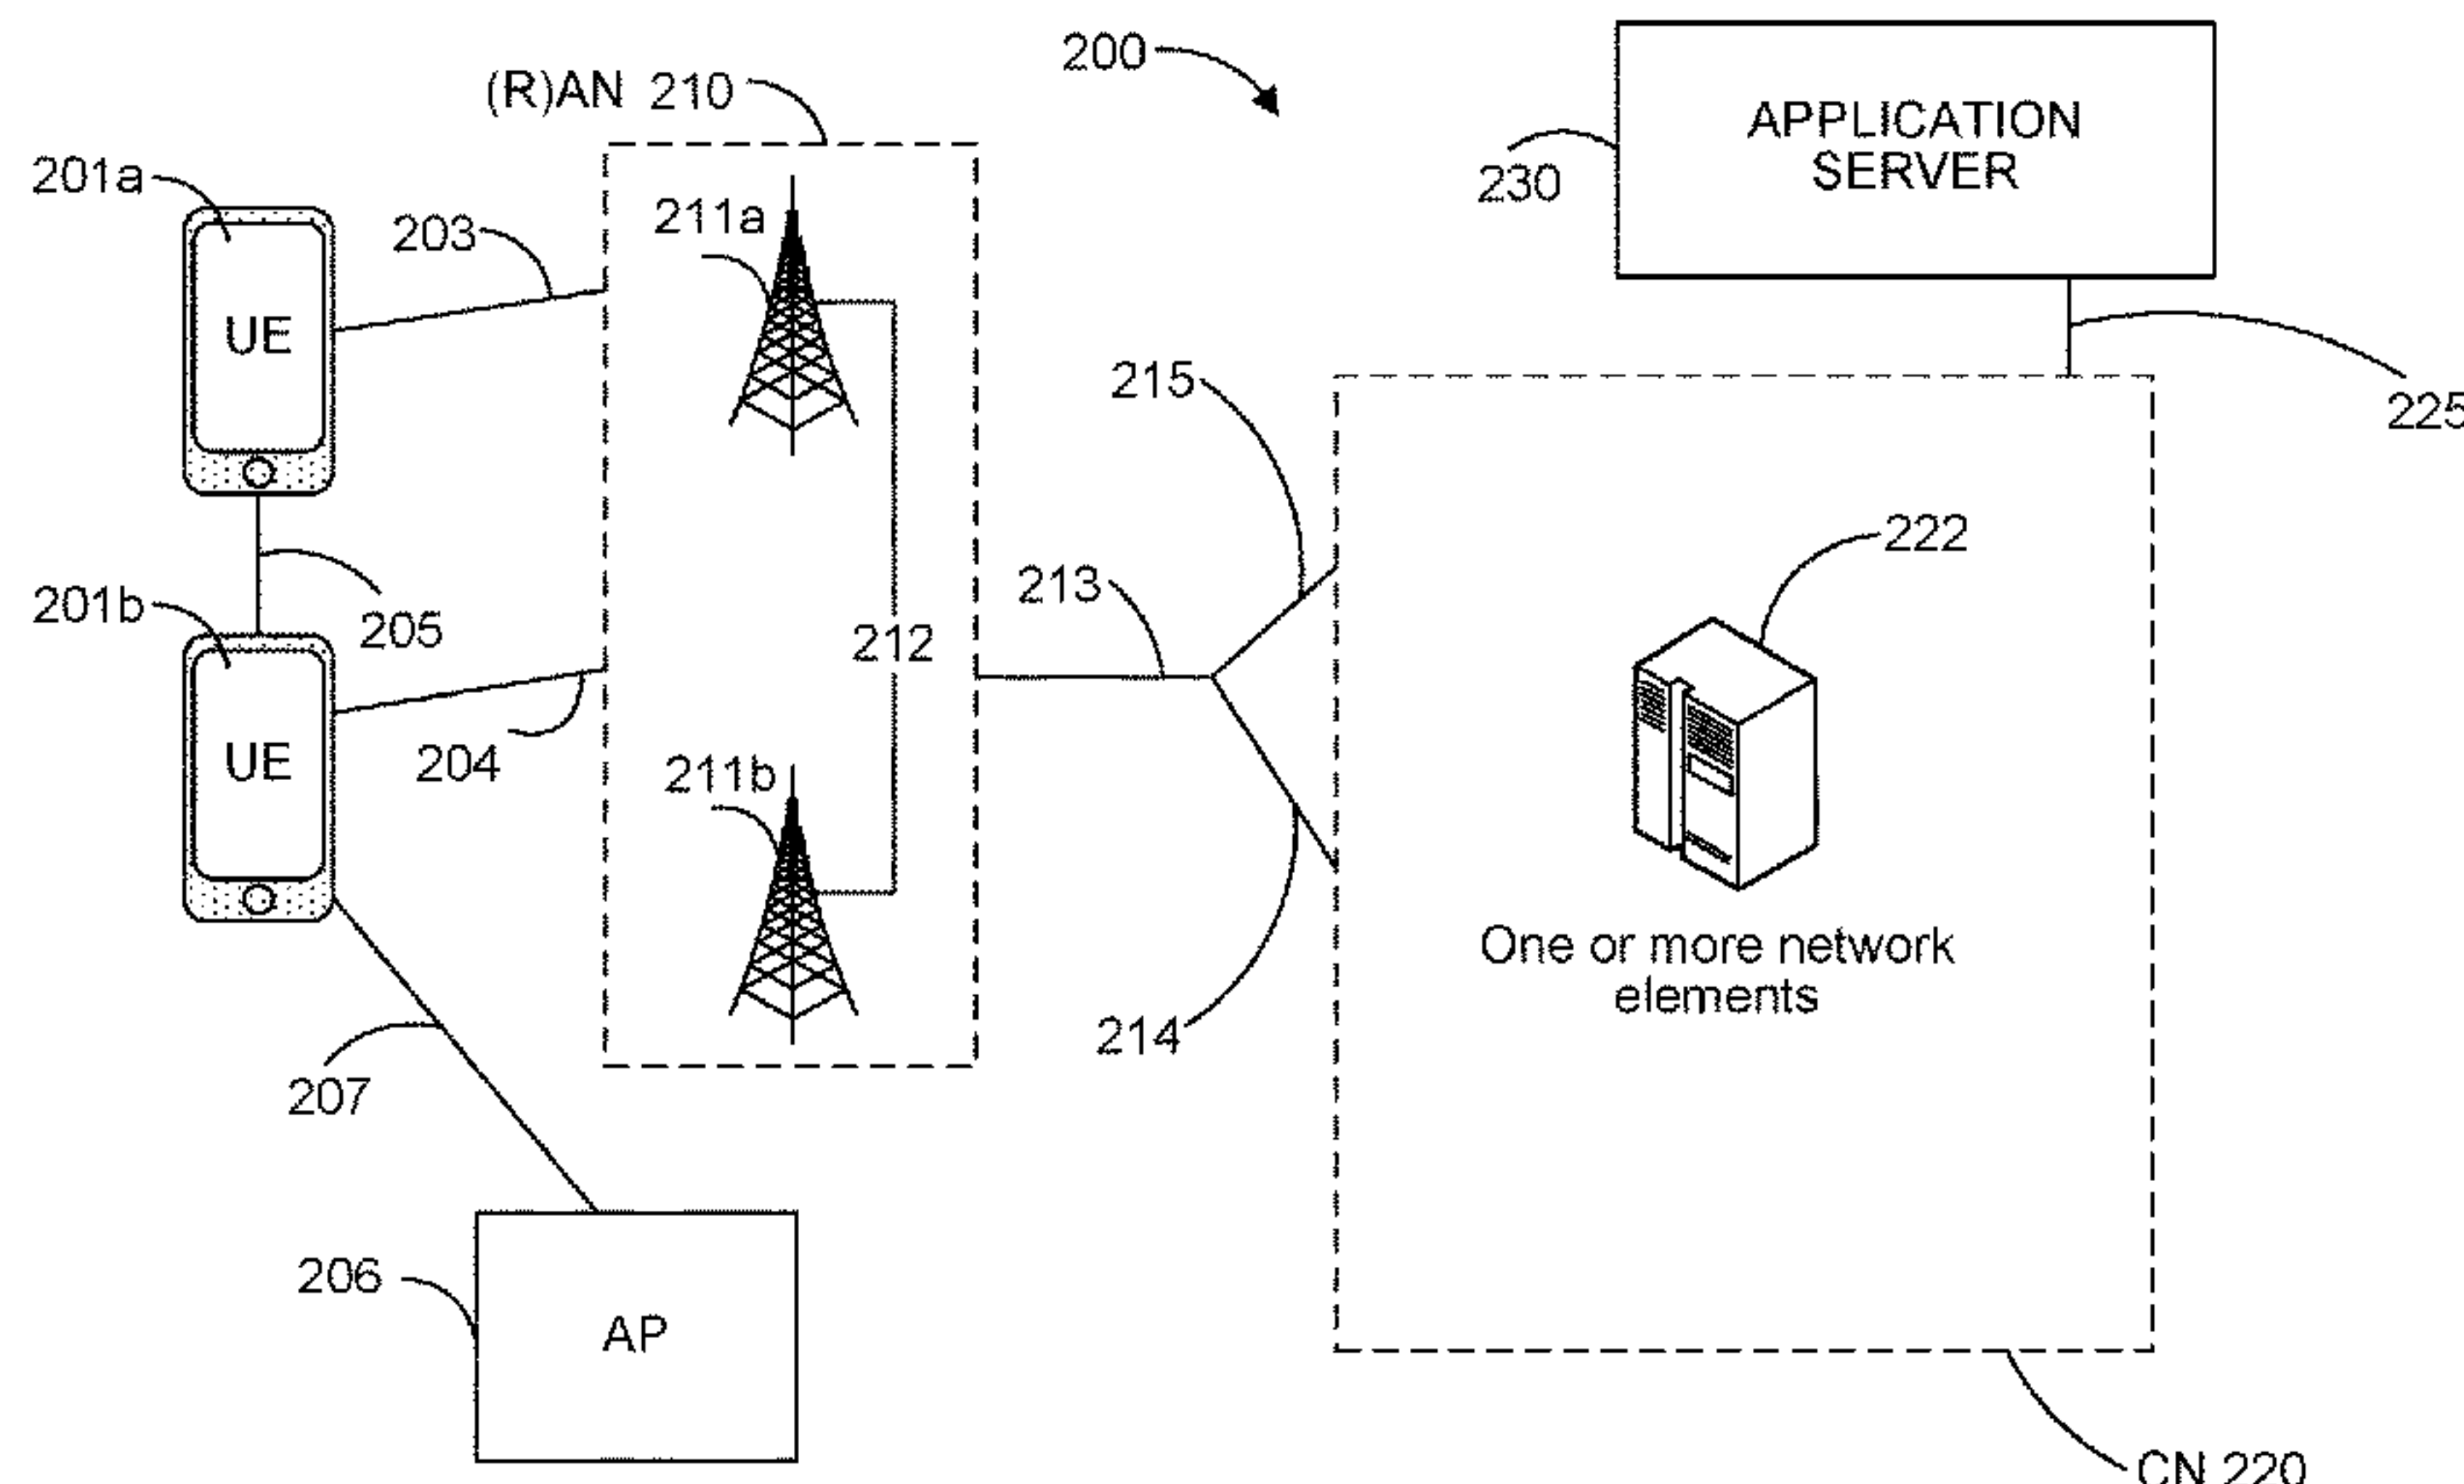 200
APPLICATION
SERVER
230
(R)AN 210
201a
203
211a
UE
215
225
222
213
201b
205
212
UE
204
211b
One or more network
elements
214
207
206
AP
CN 220